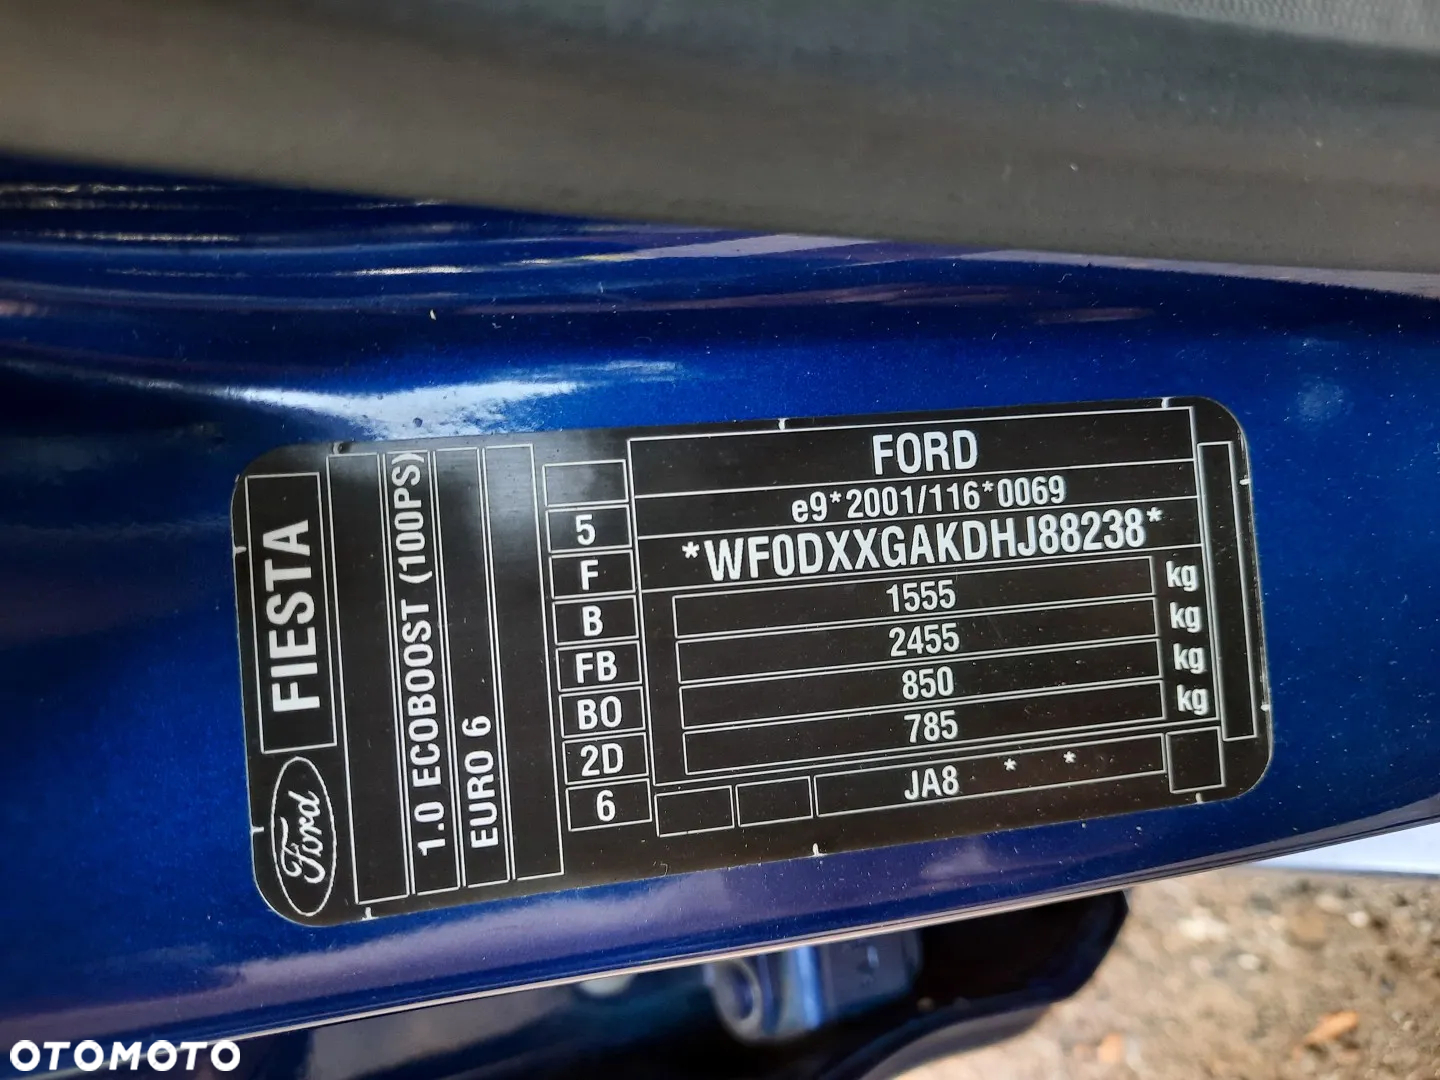 FORD
e9*2001/116*0069
*WF0DXXGAKDHJ88238*
1555 kg
2455 kg
850 kg
785 kg
JA8 * *
5
F
B
FB
BO
2D
6
FIESTA
Ford
1.0 ECOBOOST (100PS)
EURO 6
OTOMOTO